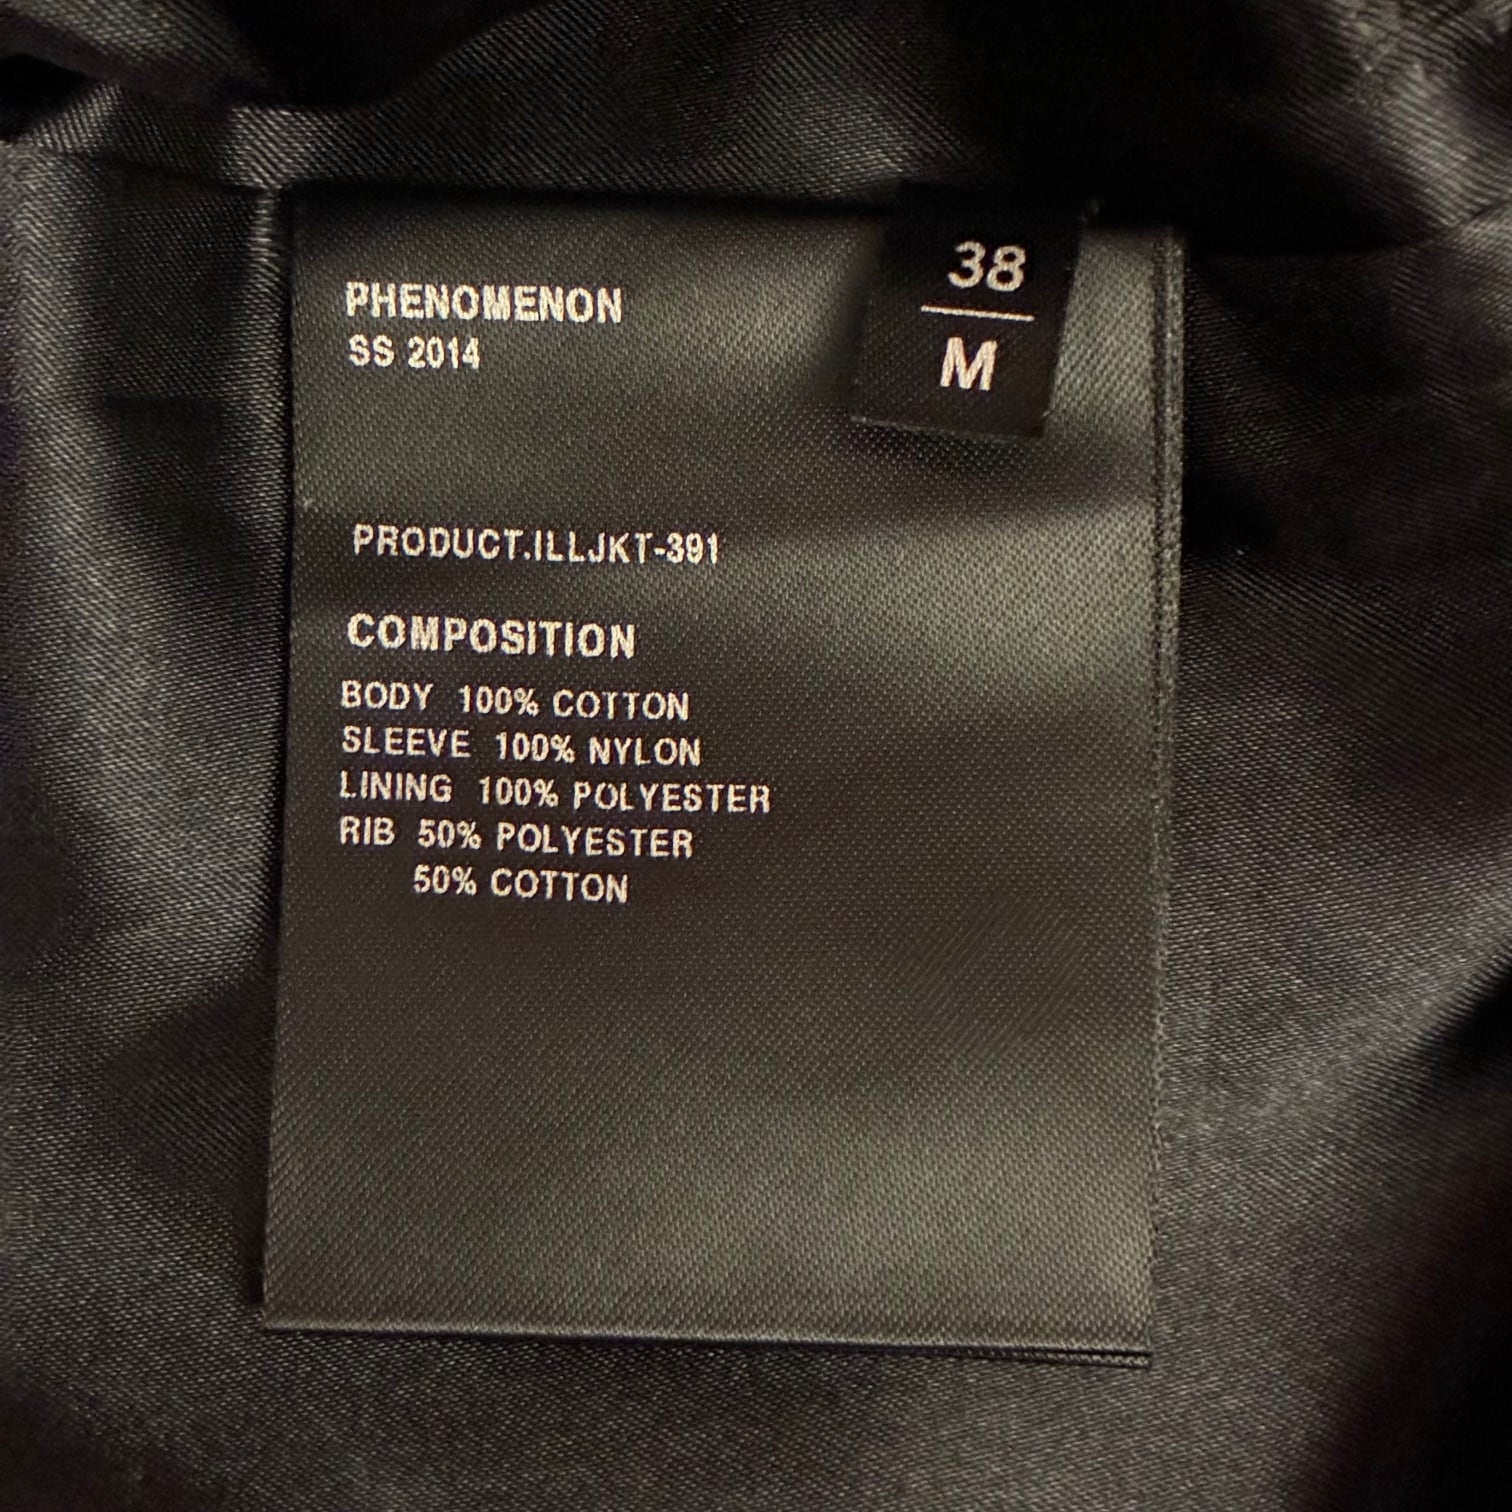 PHENOMENON
SS 2014
38
M
PRODUCT.ILLJKT-391
COMPOSITION
BODY 100% COTTON
SLEEVE 100% NYLON
LINING 100% POLYESTER
RIB 50% POLYESTER
50% COTTON